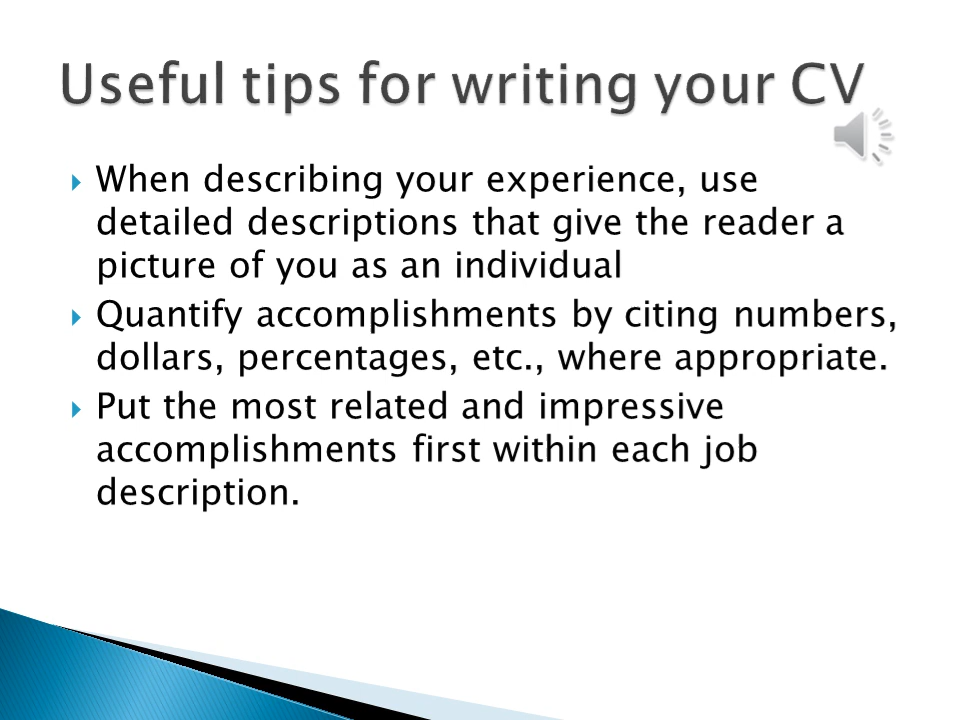 Useful tips for writing your CV
When describing your experience, use
detailed descriptions that give the reader a
picture of you as an individual
Quantify accomplishments by citing numbers,
dollars, percentages, etc., where appropriate.
Put the most related and impressive
accomplishments first within each job
description.